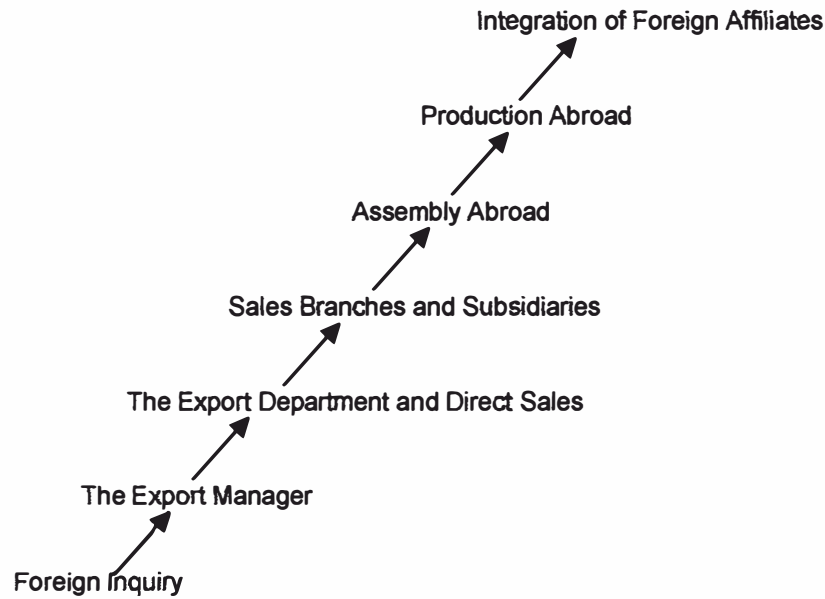 Integration of Foreign Affiliates
Production Abroad
Assembly Abroad
Sales Branches and Subsidiaries
The Export Department and Direct Sales
The Export Manager
Foreign Inquiry